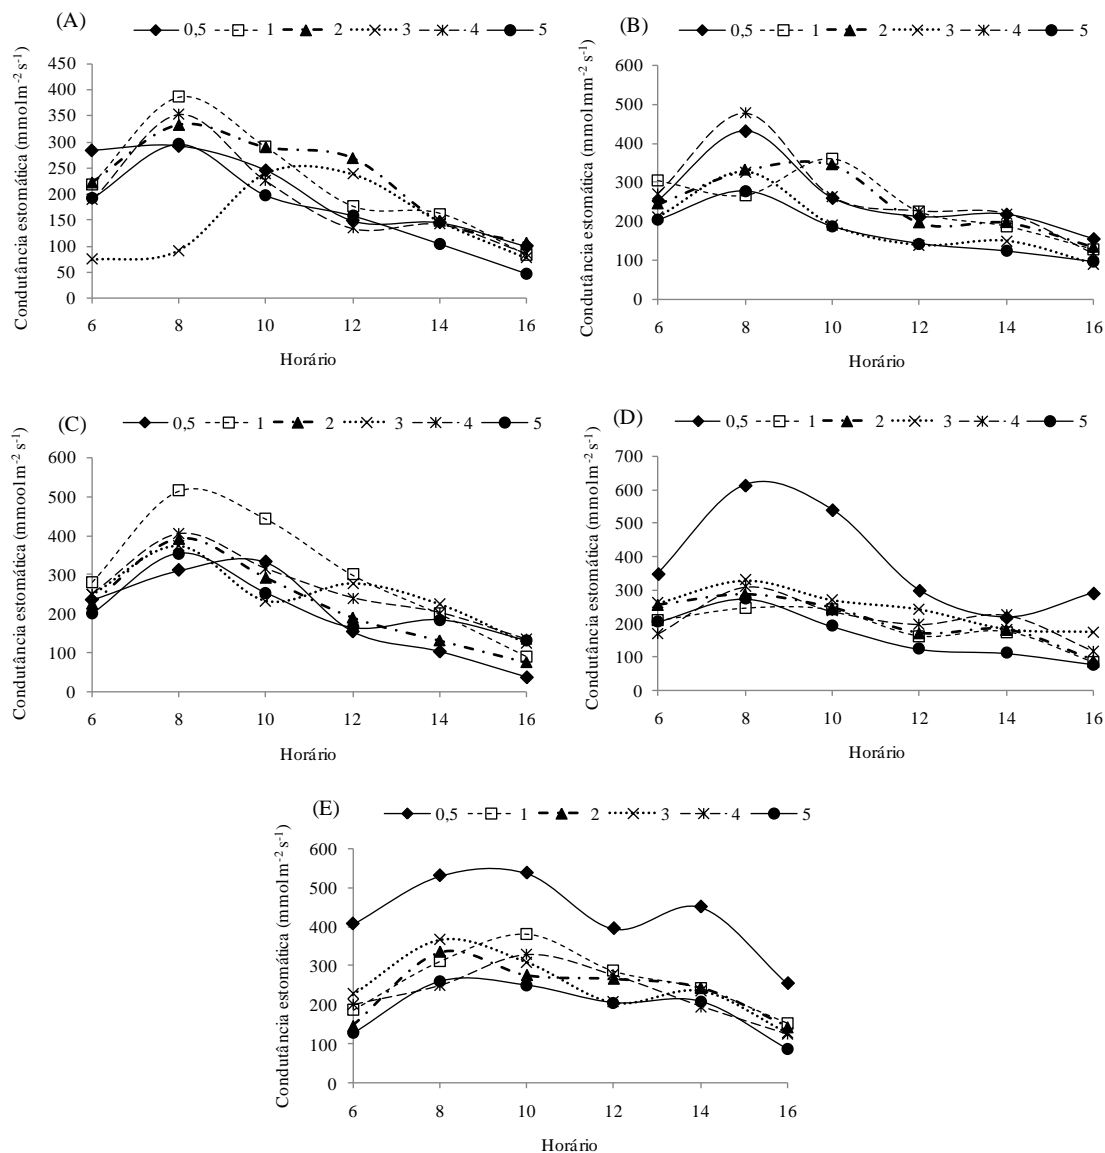 (A) 0,5 1 2 3 4 5
Condutância estomática (mmolm-2 s-1)
450
400
350
300
250
200
150
100
50
0
6 8 10 12 14 16
Horário
(B) 0,5 1 2 3 4 5
Condutância estomática (mmolmm-2 s-1)
600
500
400
300
200
100
0
6 8 10 12 14 16
Horário
(C) 0,5 1 2 3 4 5
Condutância estomática (mmoolm-2 s-1)
600
500
400
300
200
100
0
6 8 10 12 14 16
Horário
(D) 0,5 1 2 3 4 5
Condutância estomática (mmolm-2 s-1)
700
600
500
400
300
200
100
0
6 8 10 12 14 16
Horário
(E) 0,5 1 2 3 4 5
Condutância estomática (mmolm-2 s-1)
600
500
400
300
200
100
0
6 8 10 12 14 16
Horário